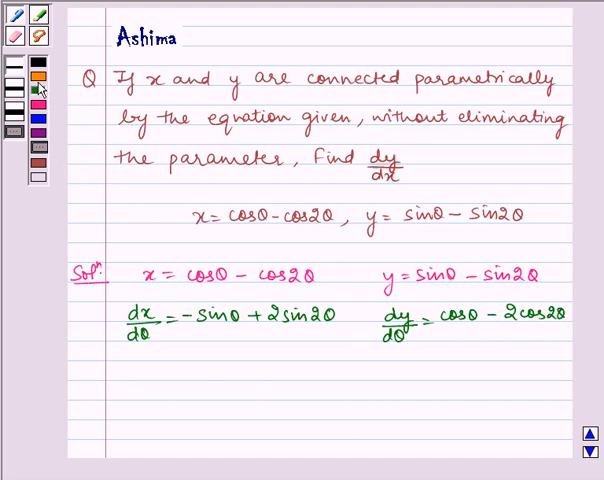 Ashima
Q If x and y are connected parametrically
by the equation given, without eliminating
the parameter, Find dy/dx
x = cosθ - cos2θ, y = sinθ - sin2θ
Solⁿ: x = cosθ - cos2θ y = sinθ - sin2θ
dx/dθ = -sinθ + 2sin2θ dy/dθ = cosθ - 2cos2θ